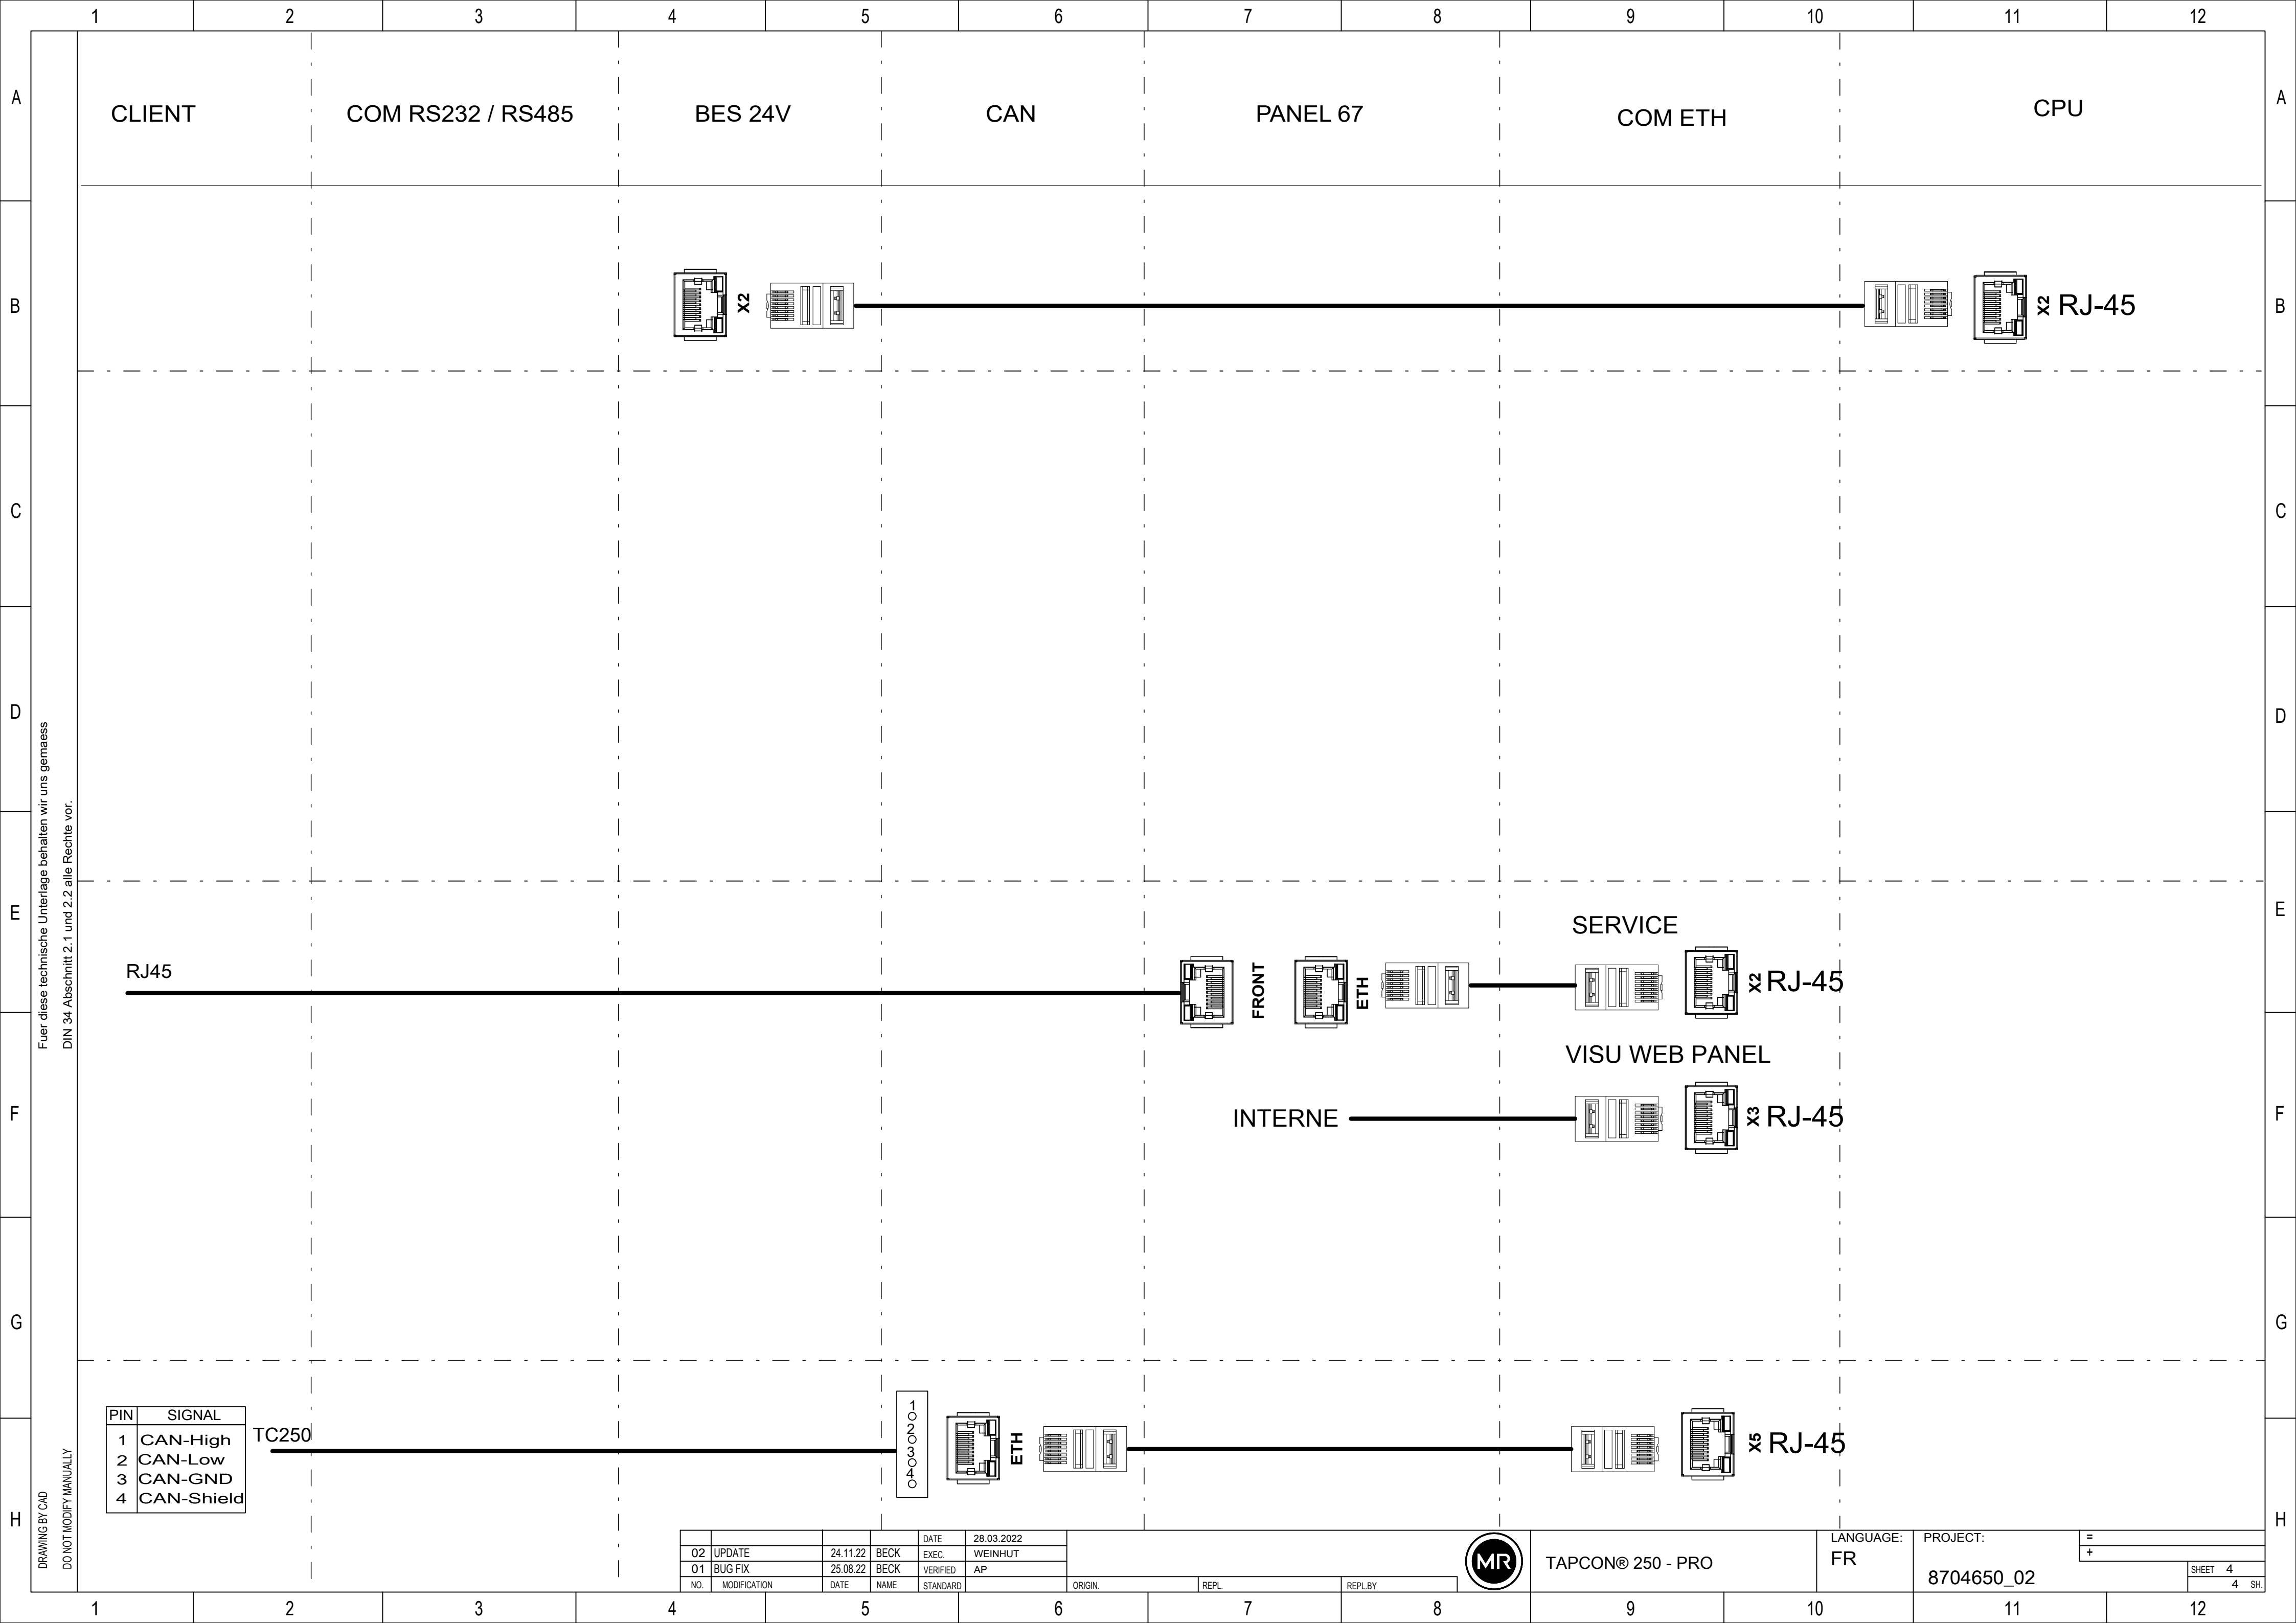 1 2 3 4 5 6 7 8 9 10 11 12
A A
CLIENT COM RS232 / RS485 BES 24V CAN PANEL 67 COM ETH CPU
B B
X2 X2 RJ-45
C C
D D
Fuer diese technische Unterlage behalten wir uns gemaess
DIN 34 Abschnitt 2.1 und 2.2 alle Rechte vor.
E E
SERVICE
RJ45 FRONT ETH X2 RJ-45
VISU WEB PANEL
F F
INTERNE X3 RJ-45
G G
PIN SIGNAL
1 CAN-High
2 CAN-Low
3 CAN-GND
4 CAN-Shield
TC250
1
2
3
4
ETH X5 RJ-45
H H
DRAWING BY CAD
DO NOT MODIFY MANUALLY
DATE 28.03.2022
02 UPDATE 24.11.22 BECK EXEC. WEINHUT
01 BUG FIX 25.08.22 BECK VERIFIED AP
NO. MODIFICATION DATE NAME STANDARD ORIGIN. REPL. REPL.BY
MR
TAPCON® 250 - PRO
LANGUAGE:
FR
PROJECT:
8704650_02
=
+
SHEET 4
4 SH.
1 2 3 4 5 6 7 8 9 10 11 12